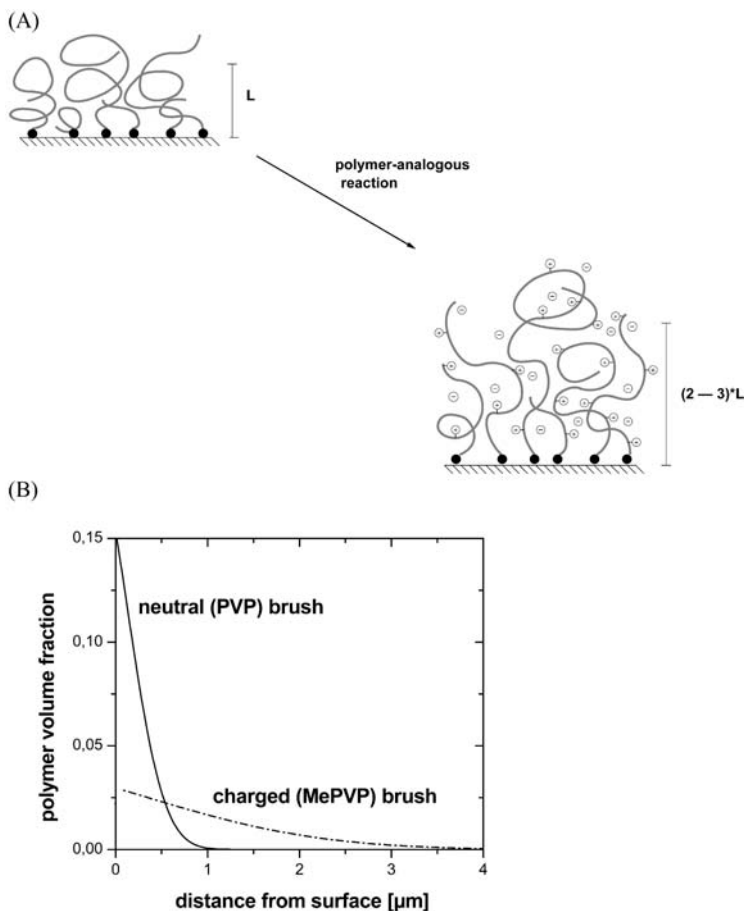 (A)
L
polymer-analogous
reaction
(2 — 3)*L
(B)
0,15
0,10
0,05
0,00
polymer volume fraction
neutral (PVP) brush
charged (MePVP) brush
0 1 2 3 4
distance from surface [µm]